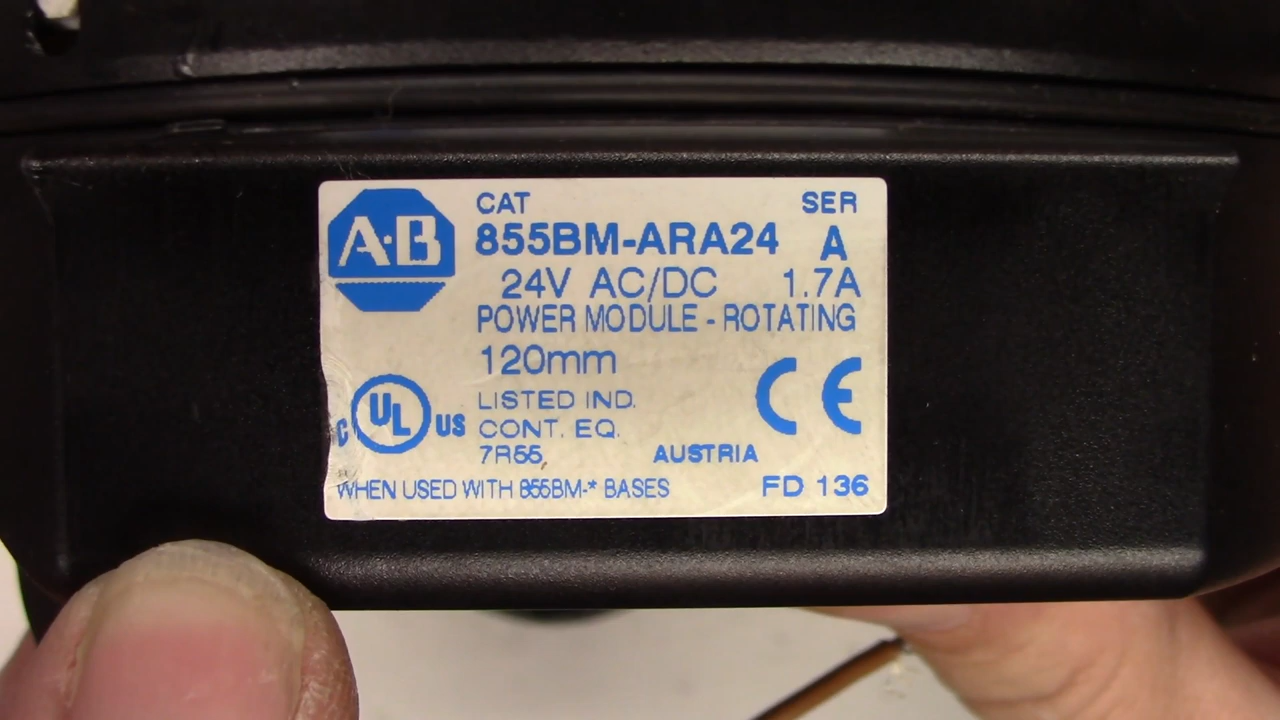 A·B
CAT SER
855BM-ARA24 A
24V AC/DC 1.7A
POWER MODULE - ROTATING
120mm
CE
C UL US
LISTED IND.
CONT. EQ.
7R55
AUSTRIA
WHEN USED WITH 855BM-* BASES FD 136